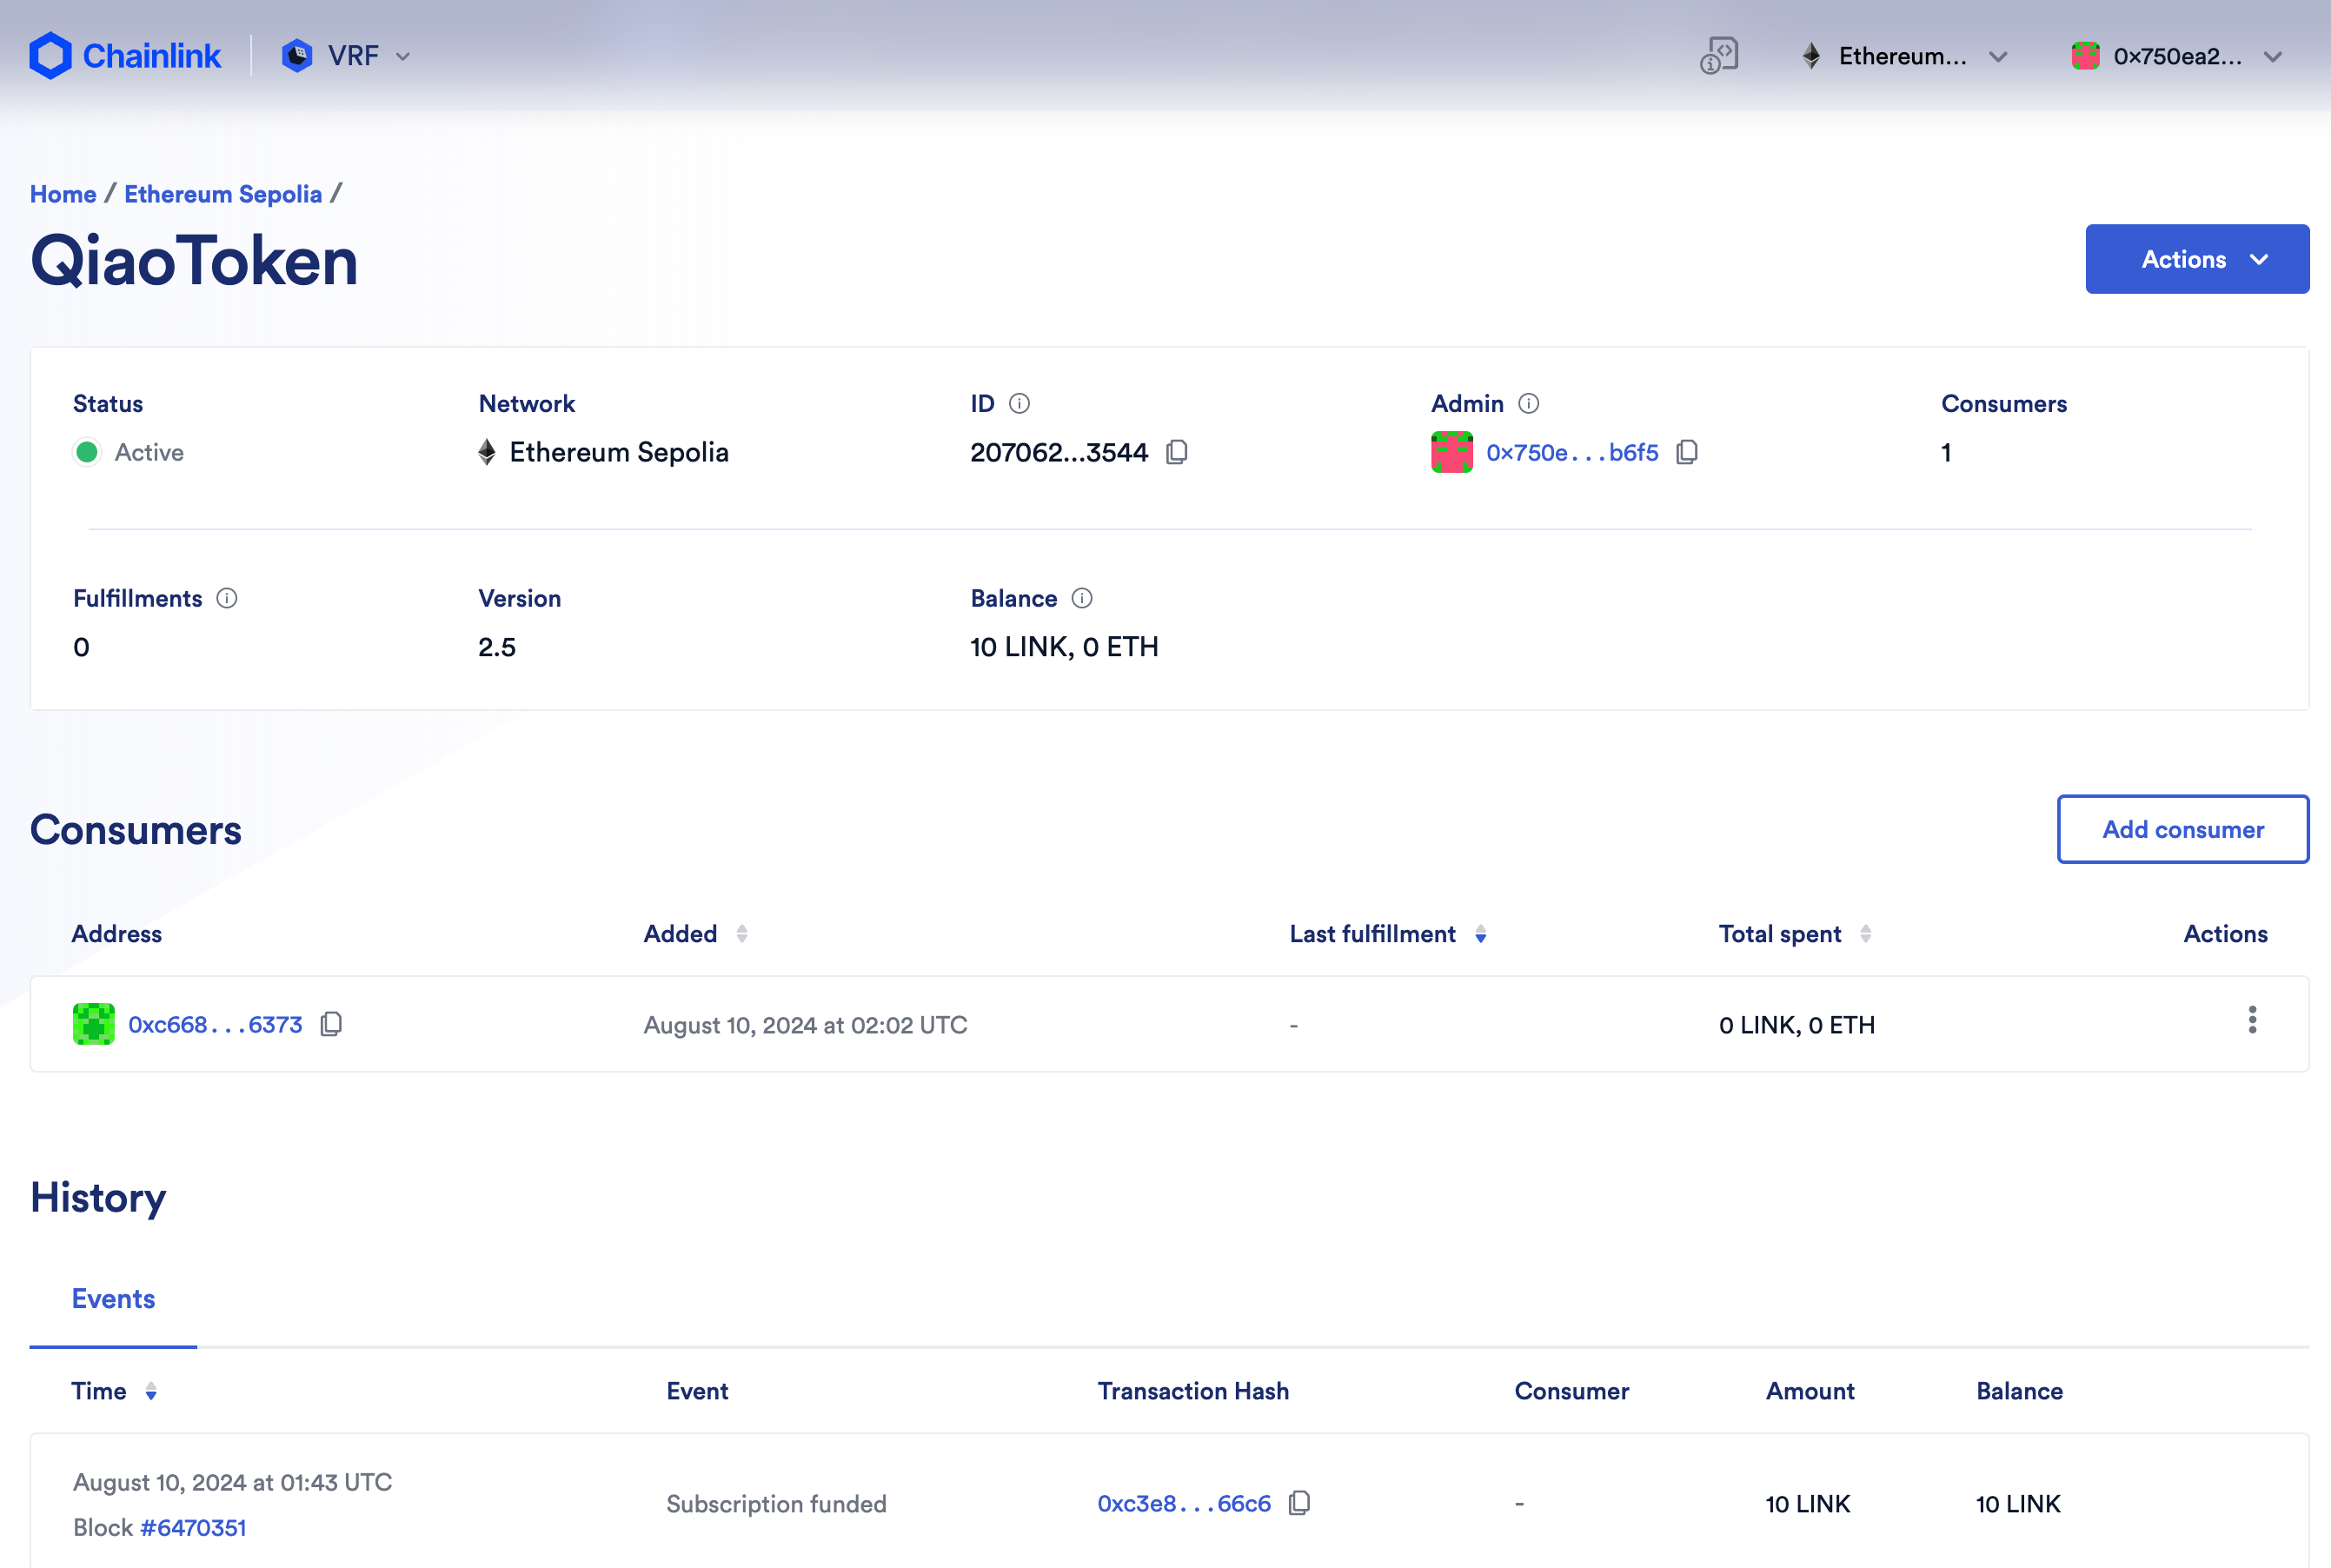 Chainlink VRF Ethereum... 0×750ea2...
Home / Ethereum Sepolia /
QiaoToken
Actions
Status Network ID Admin Consumers
Active Ethereum Sepolia 207062...3544 0×750e...b6f5 1
Fulfillments Version Balance
0 2.5 10 LINK, 0 ETH
Consumers
Add consumer
Address Added Last fulfillment Total spent Actions
0xc668...6373 August 10, 2024 at 02:02 UTC - 0 LINK, 0 ETH
History
Events
Time Event Transaction Hash Consumer Amount Balance
August 10, 2024 at 01:43 UTC
Subscription funded 0xc3e8...66c6 - 10 LINK 10 LINK
Block #6470351